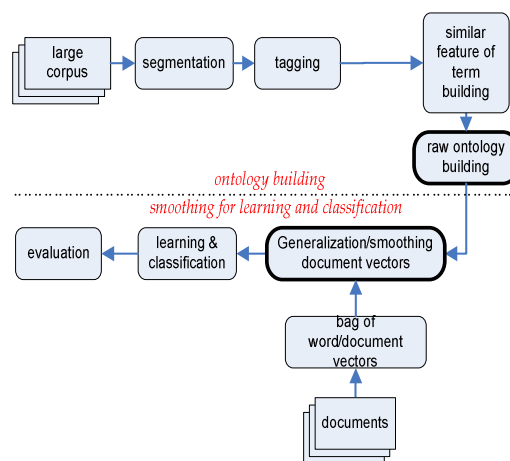 large
corpus
segmentation
tagging
similar
feature of
term
building
raw ontology
building
ontology building
smoothing for learning and classification
evaluation
learning &
classification
Generalization/smoothing
document vectors
bag of
word/document
vectors
documents